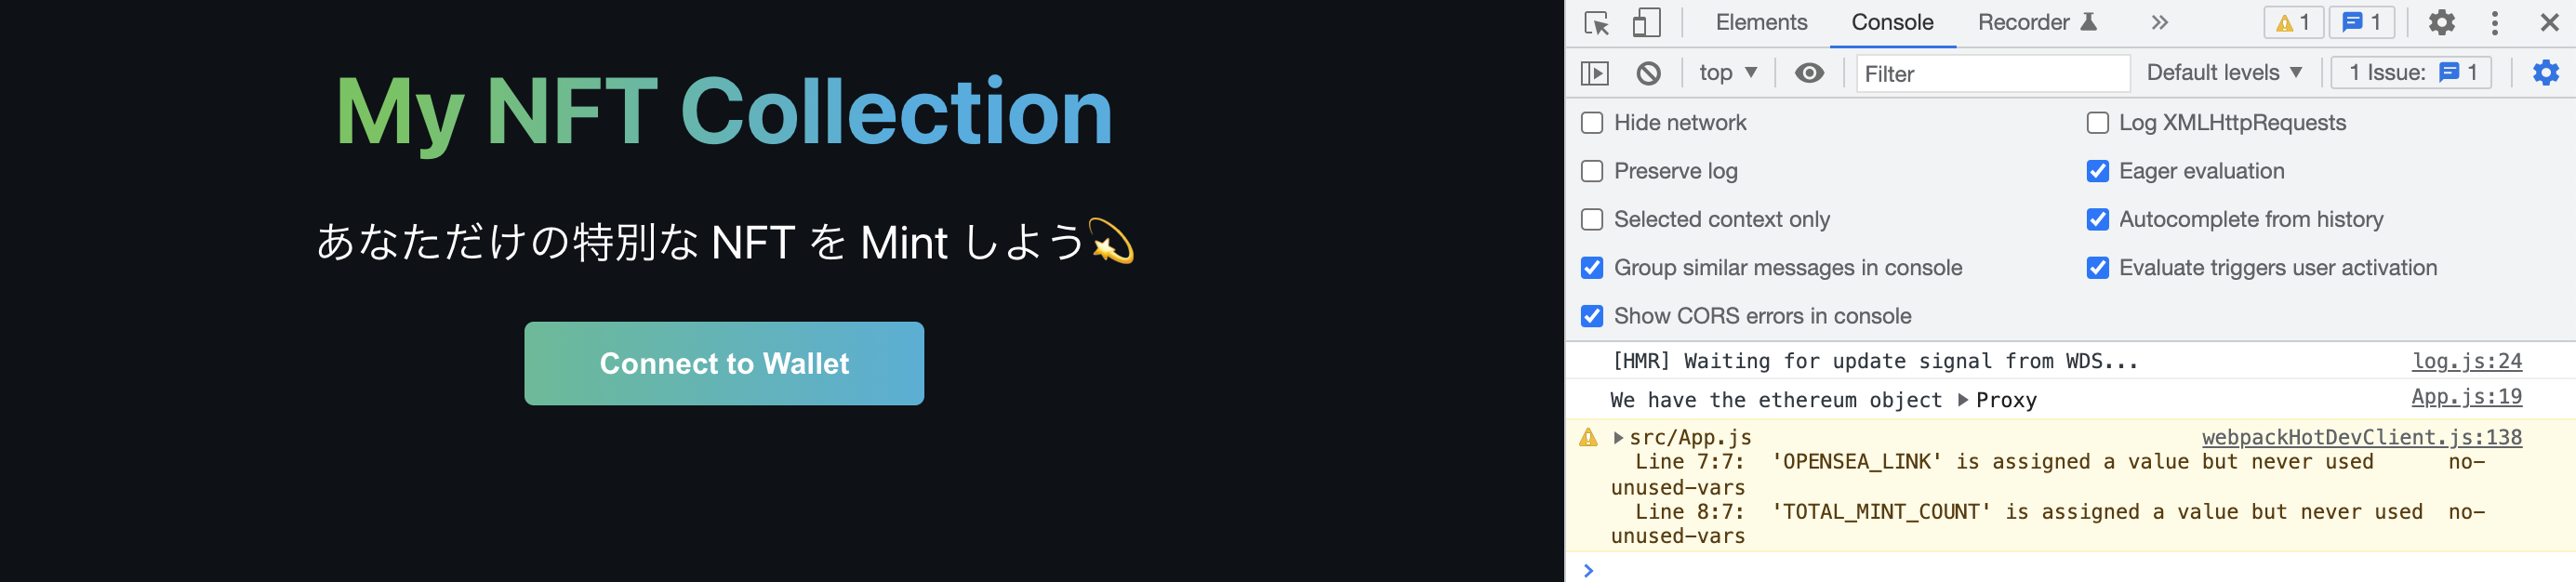 My NFT Collection
あなただけの特別な NFT を Mint しよう💫
Connect to Wallet
Elements Console Recorder 1 1
top Filter Default levels 1 Issue: 1
Hide network Log XMLHttpRequests
Preserve log Eager evaluation
Selected context only Autocomplete from history
Group similar messages in console Evaluate triggers user activation
Show CORS errors in console
[HMR] Waiting for update signal from WDS... log.js:24
We have the ethereum object Proxy App.js:19
src/App.js webpackHotDevClient.js:138
Line 7:7: 'OPENSEA_LINK' is assigned a value but never used no-
unused-vars
Line 8:7: 'TOTAL_MINT_COUNT' is assigned a value but never used no-
unused-vars